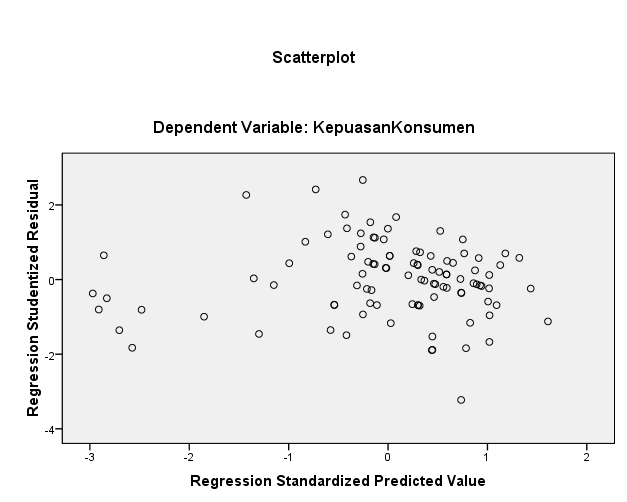 Scatterplot
Dependent Variable: KepuasanKonsumen
Regression Studentized Residual
2
0
-2
-4
-3
-2
-1
0
1
2
Regression Standardized Predicted Value